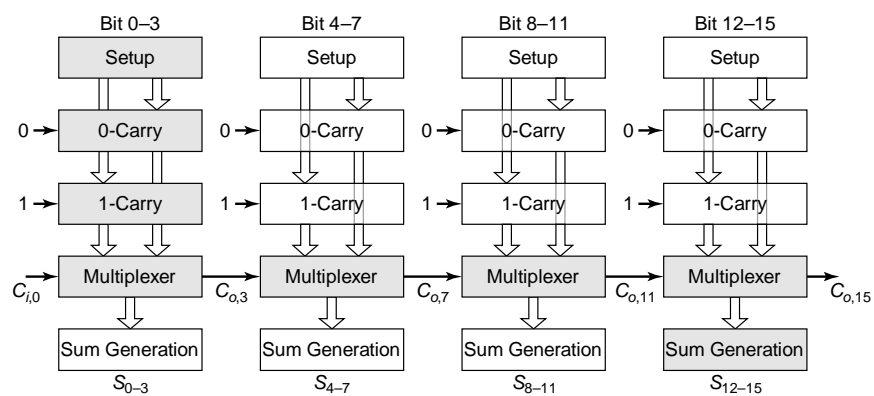 Bit 0–3 Bit 4–7 Bit 8–11 Bit 12–15
Setup Setup Setup Setup
0 0-Carry 0 0-Carry 0 0-Carry 0 0-Carry
1 1-Carry 1 1-Carry 1 1-Carry 1 1-Carry
Multiplexer Multiplexer Multiplexer Multiplexer
Ci,0 Co,3 Co,7 Co,11 Co,15
Sum Generation Sum Generation Sum Generation Sum Generation
S0–3 S4–7 S8–11 S12–15